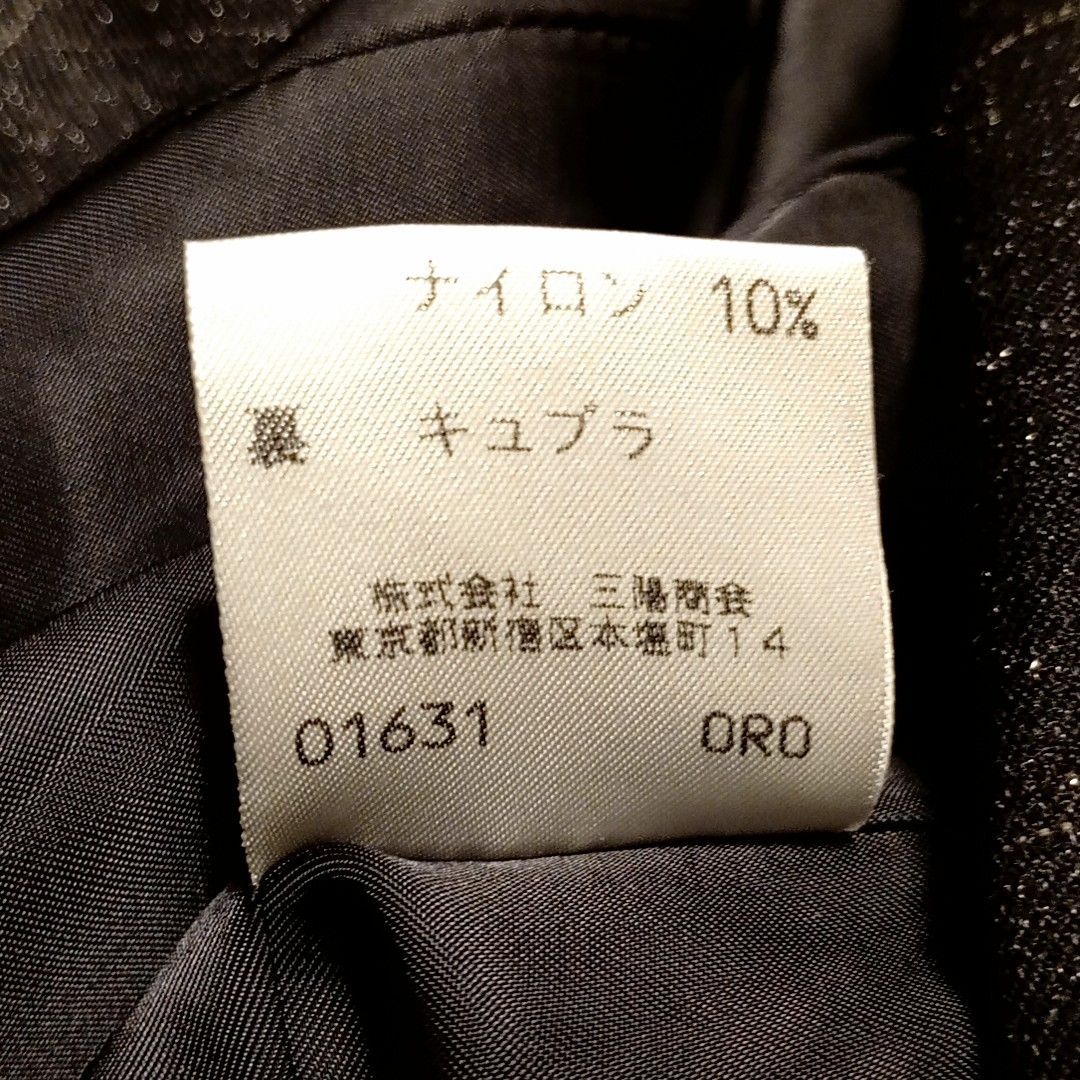 ナイロン 10%
裏 キュプラ
株式会社 三陽商会
東京都新宿区本塩町14
01631 ORO